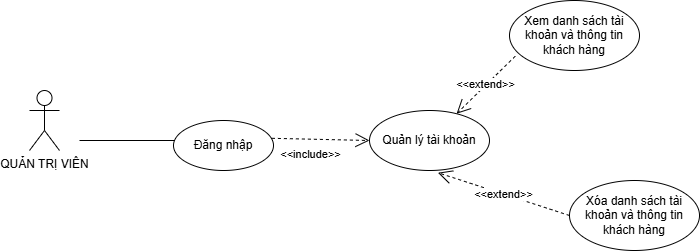 Xem danh sách tài
khoản và thông tin
khách hàng
<<extend>>
Đăng nhập
Quản lý tài khoản
<<include>>
QUẢN TRỊ VIÊN
<<extend>>
Xóa danh sách tài
khoản và thông tin
khách hàng